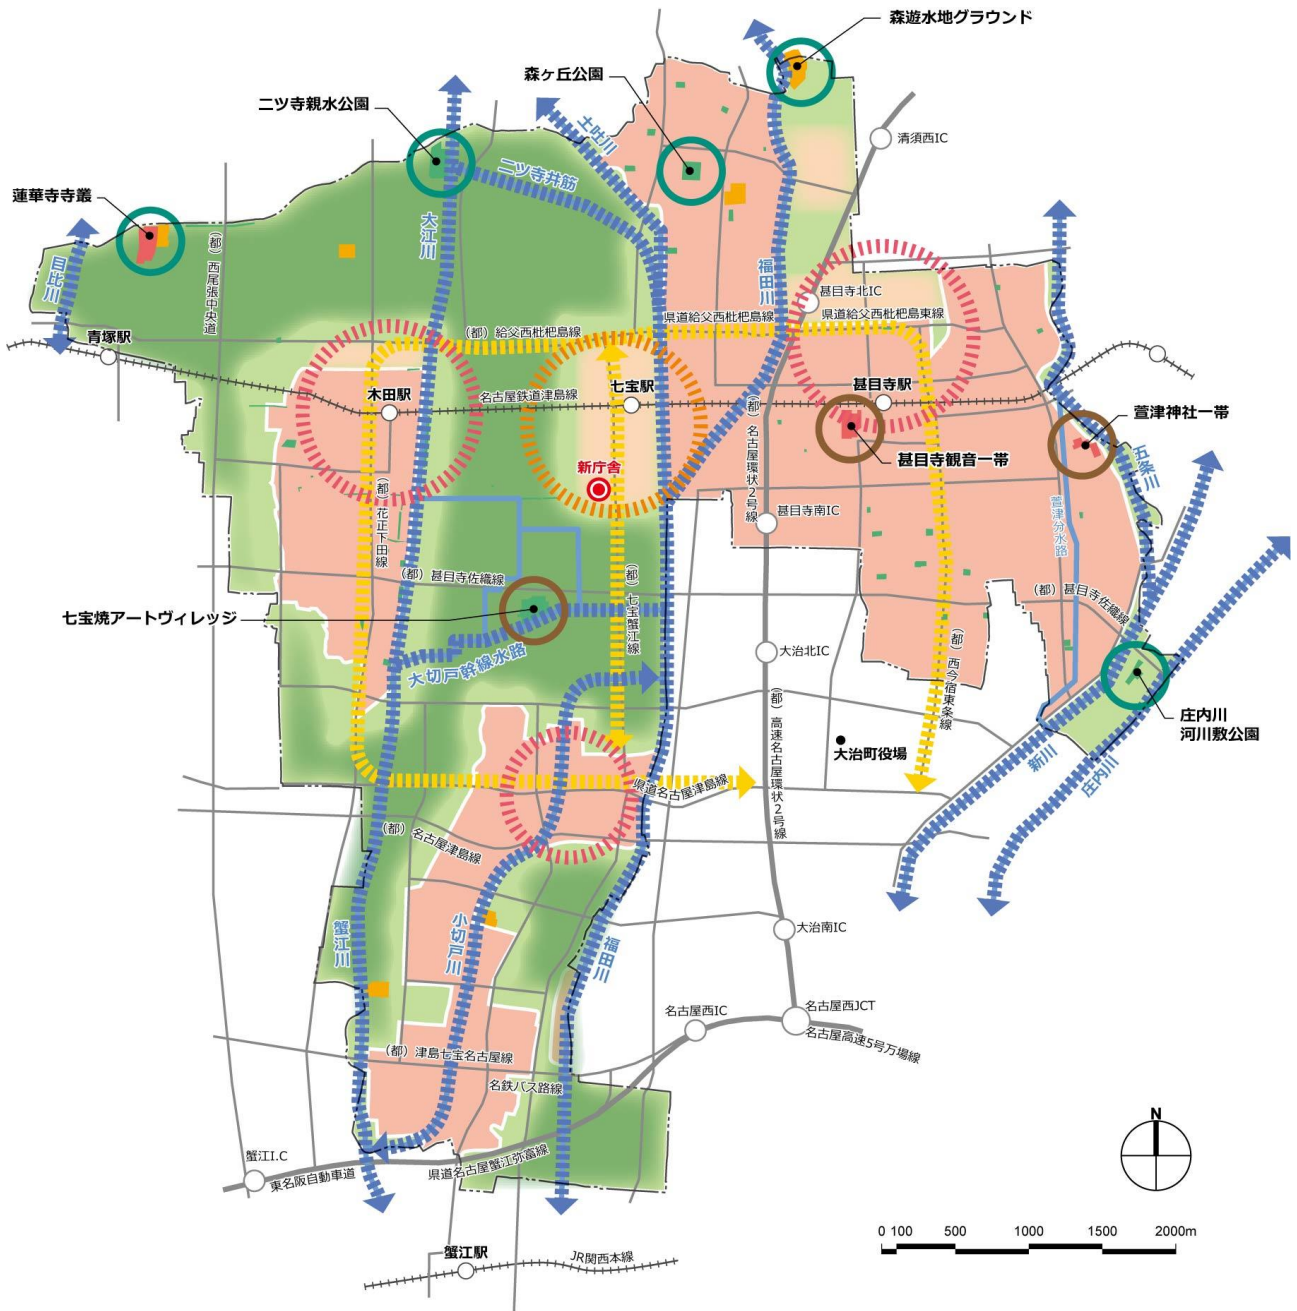 森遊水地グラウンド
森ヶ丘公園
二ツ寺親水公園
土吐川
清須西IC
二ツ寺井筋
蓮華寺寺叢
大江川
(都) 西尾張中央道
目比川
福田川
甚目寺北IC
県道給父西枇杷島線
県道給父西枇杷島東線
(都) 給父西枇杷島線
青塚駅
木田駅
名古屋鉄道津島線
七宝駅
甚目寺駅
萱津神社一帯
(都) 名古屋環状2号線
甚目寺観音一帯
五条川
新庁舎
(都) 花正下田線
甚目寺南IC
萱津分水路
(都) 甚目寺佐織線
(都) 七宝蟹江線
(都) 甚目寺佐織線
七宝焼アートヴィレッジ
大切戸幹線水路
大治北IC
(都) 西今宿東条線
(都) 高速名古屋環状2号線
庄内川
河川敷公園
大治町役場
新川
庄内川
県道名古屋津島線
(都) 名古屋津島線
蟹江川
小切戸川
福田川
大治南IC
名古屋西IC
名古屋西JCT
名古屋高速5号万場線
(都) 津島七宝名古屋線
名鉄バス路線
N
蟹江I.C
東名阪自動車道
県道名古屋蟹江弥富線
0 100 500 1000 1500 2000m
蟹江駅
JR関西本線